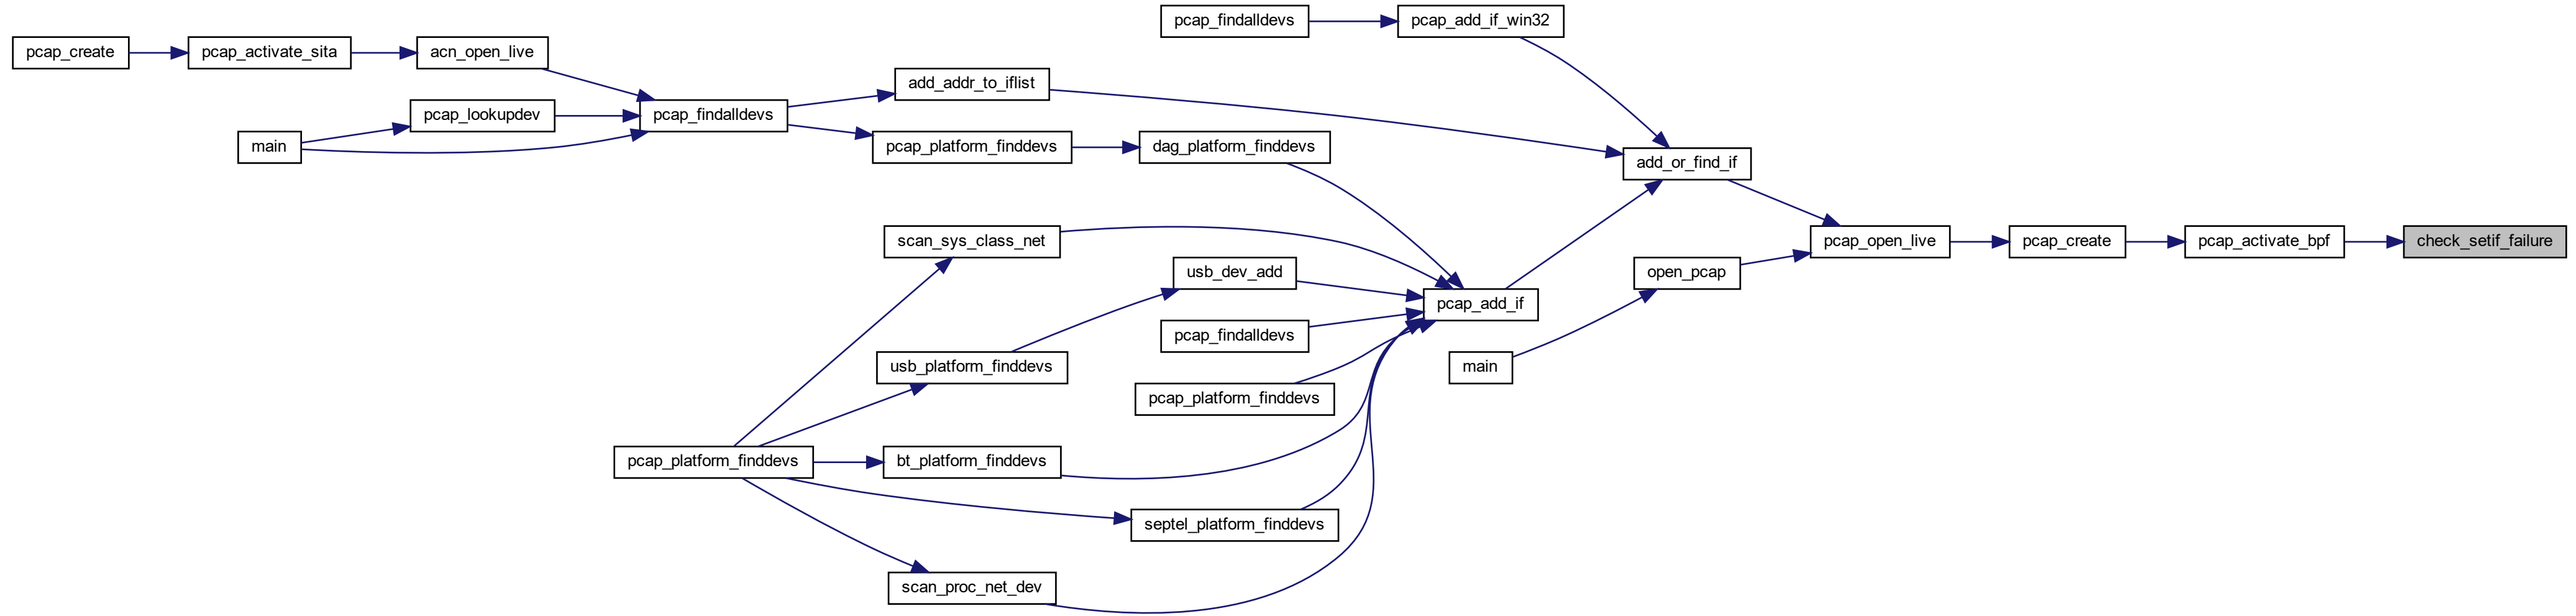 pcap_findalldevs
pcap_add_if_win32
pcap_create
pcap_activate_sita
acn_open_live
add_addr_to_iflist
pcap_lookupdev
pcap_findalldevs
main
pcap_platform_finddevs
dag_platform_finddevs
add_or_find_if
scan_sys_class_net
pcap_open_live
pcap_create
pcap_activate_bpf
check_setif_failure
usb_dev_add
open_pcap
pcap_add_if
pcap_findalldevs
usb_platform_finddevs
main
pcap_platform_finddevs
pcap_platform_finddevs
bt_platform_finddevs
septel_platform_finddevs
scan_proc_net_dev